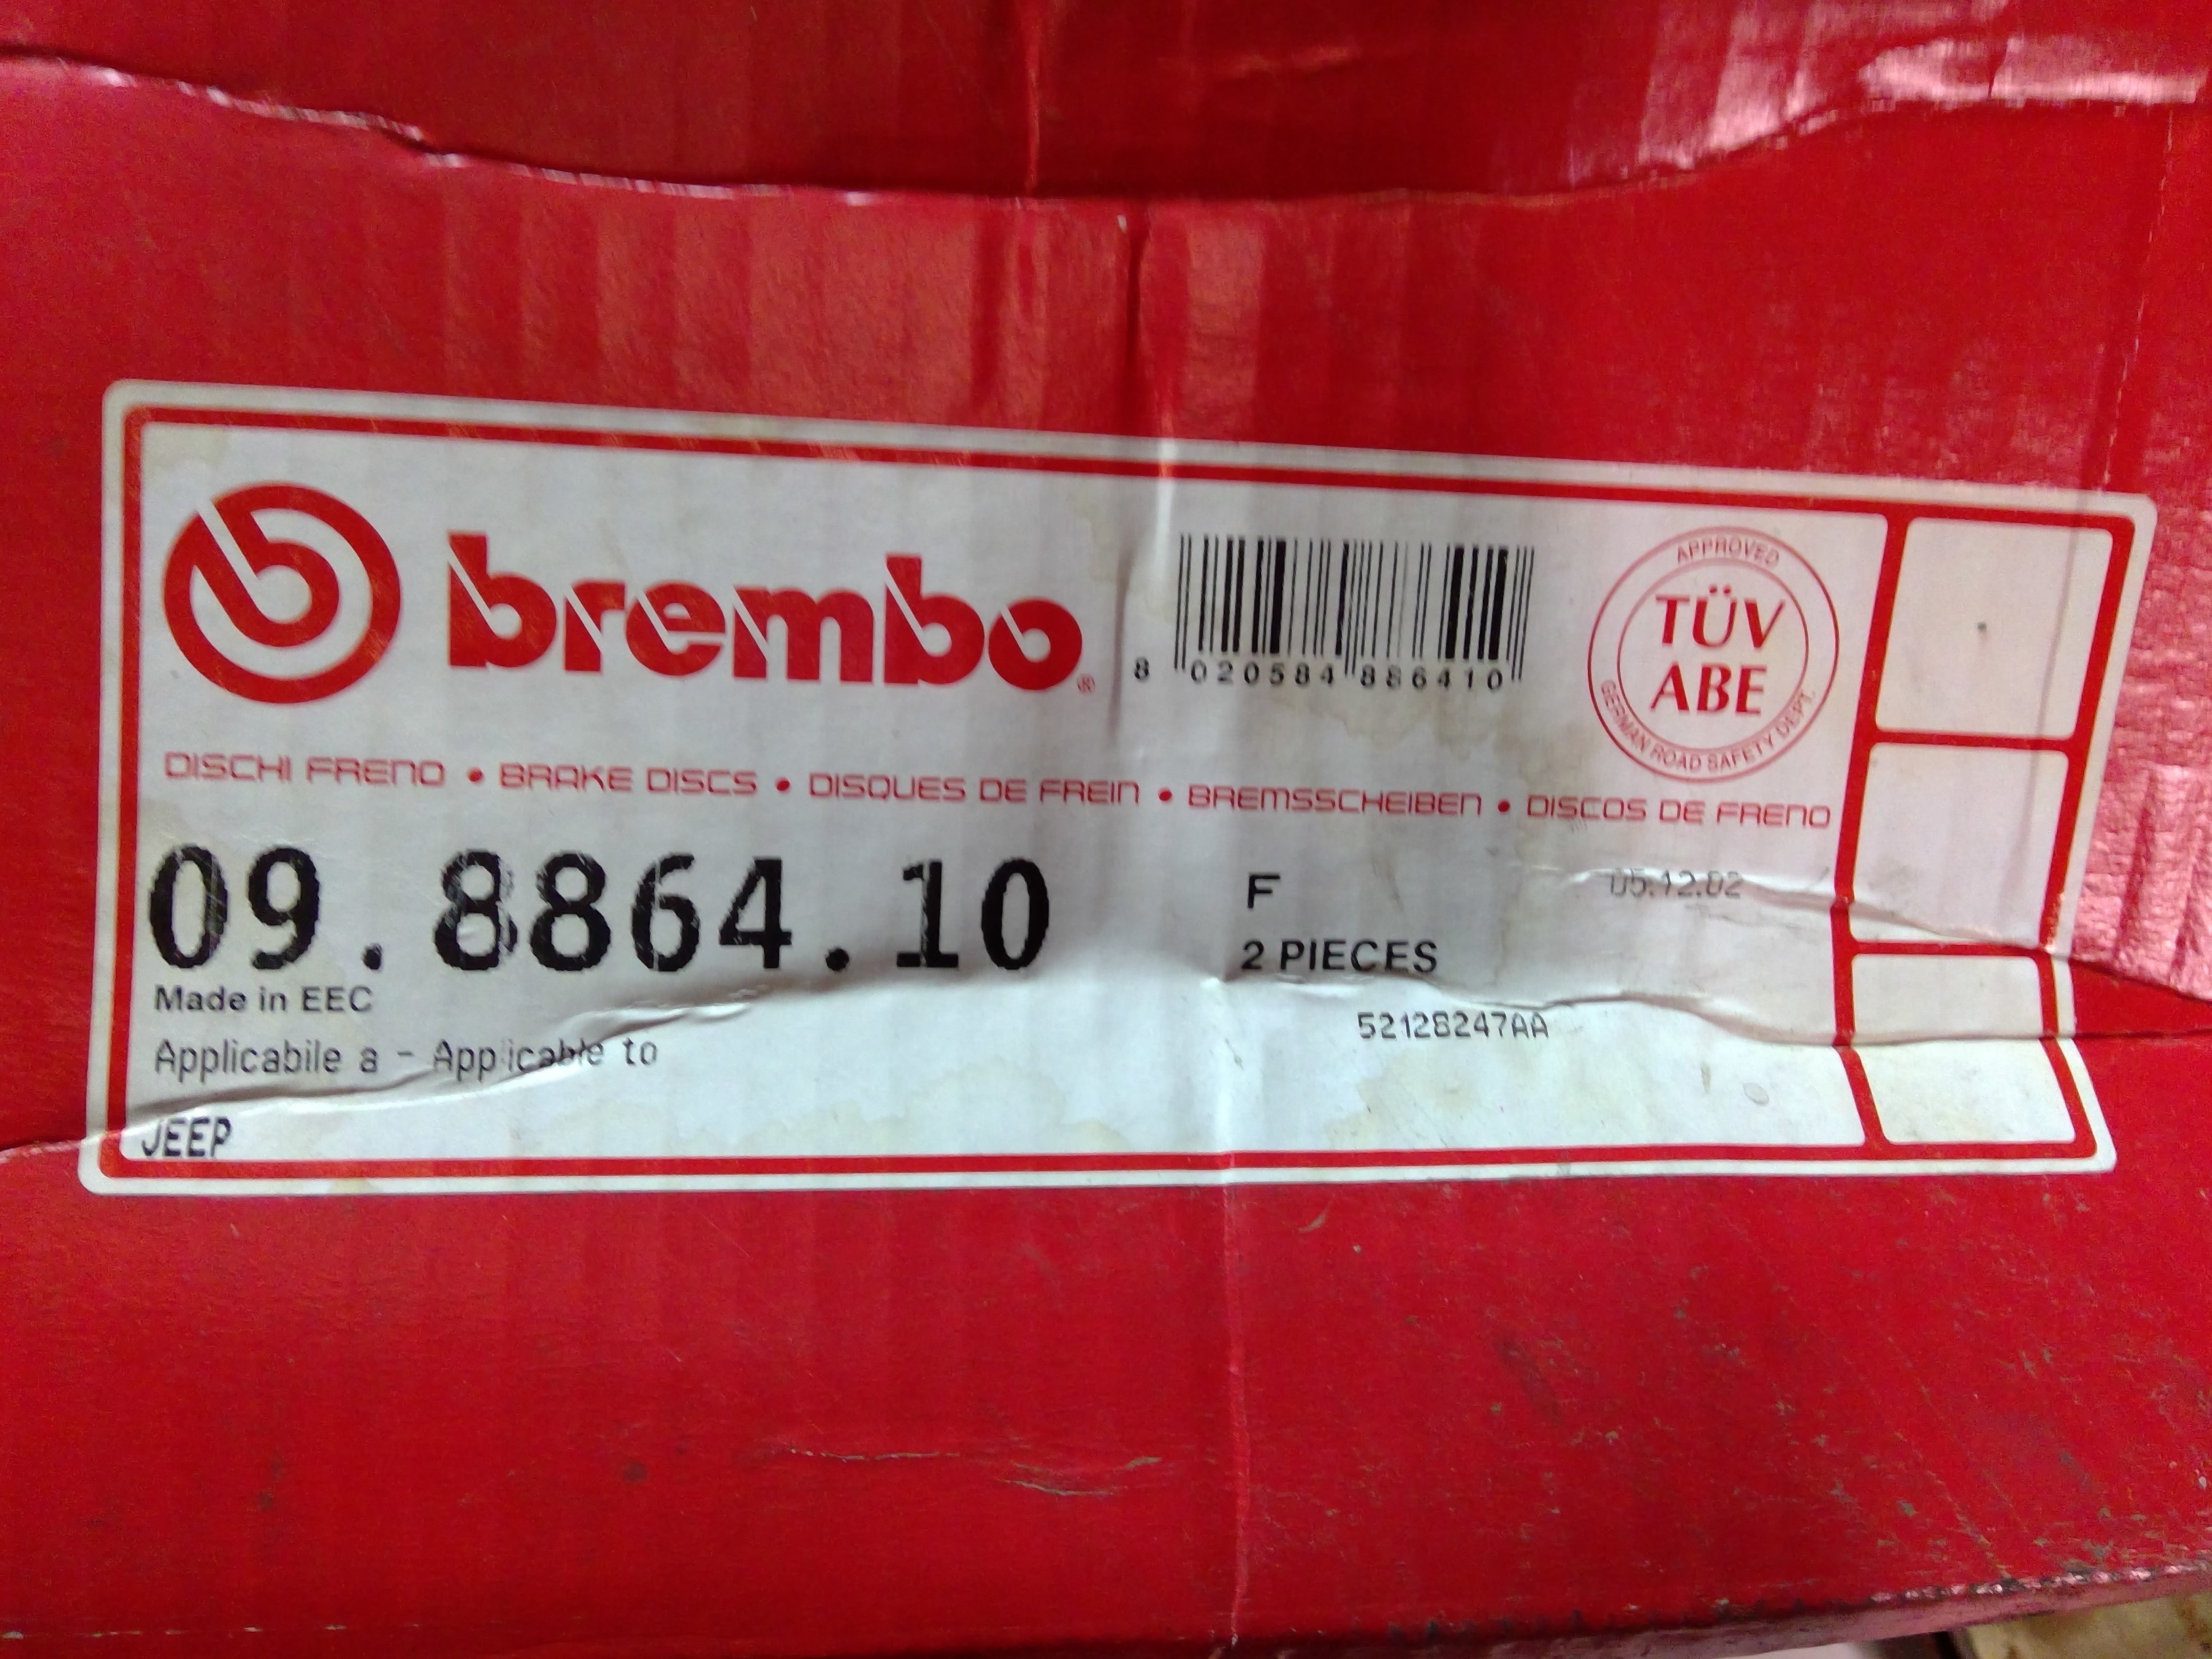 brembo®
8 020584 886410
APPROVED
TÜV
ABE
GERMAN ROAD SAFETY DEPT.
DISCHI FRENO • BRAKE DISCS • DISQUES DE FREIN • BREMSSCHEIBEN • DISCOS DE FRENO
09.8864.10 F 05.12.02
2 PIECES
Made in EEC
52128247AA
Applicabile a - Applicable to
JEEP